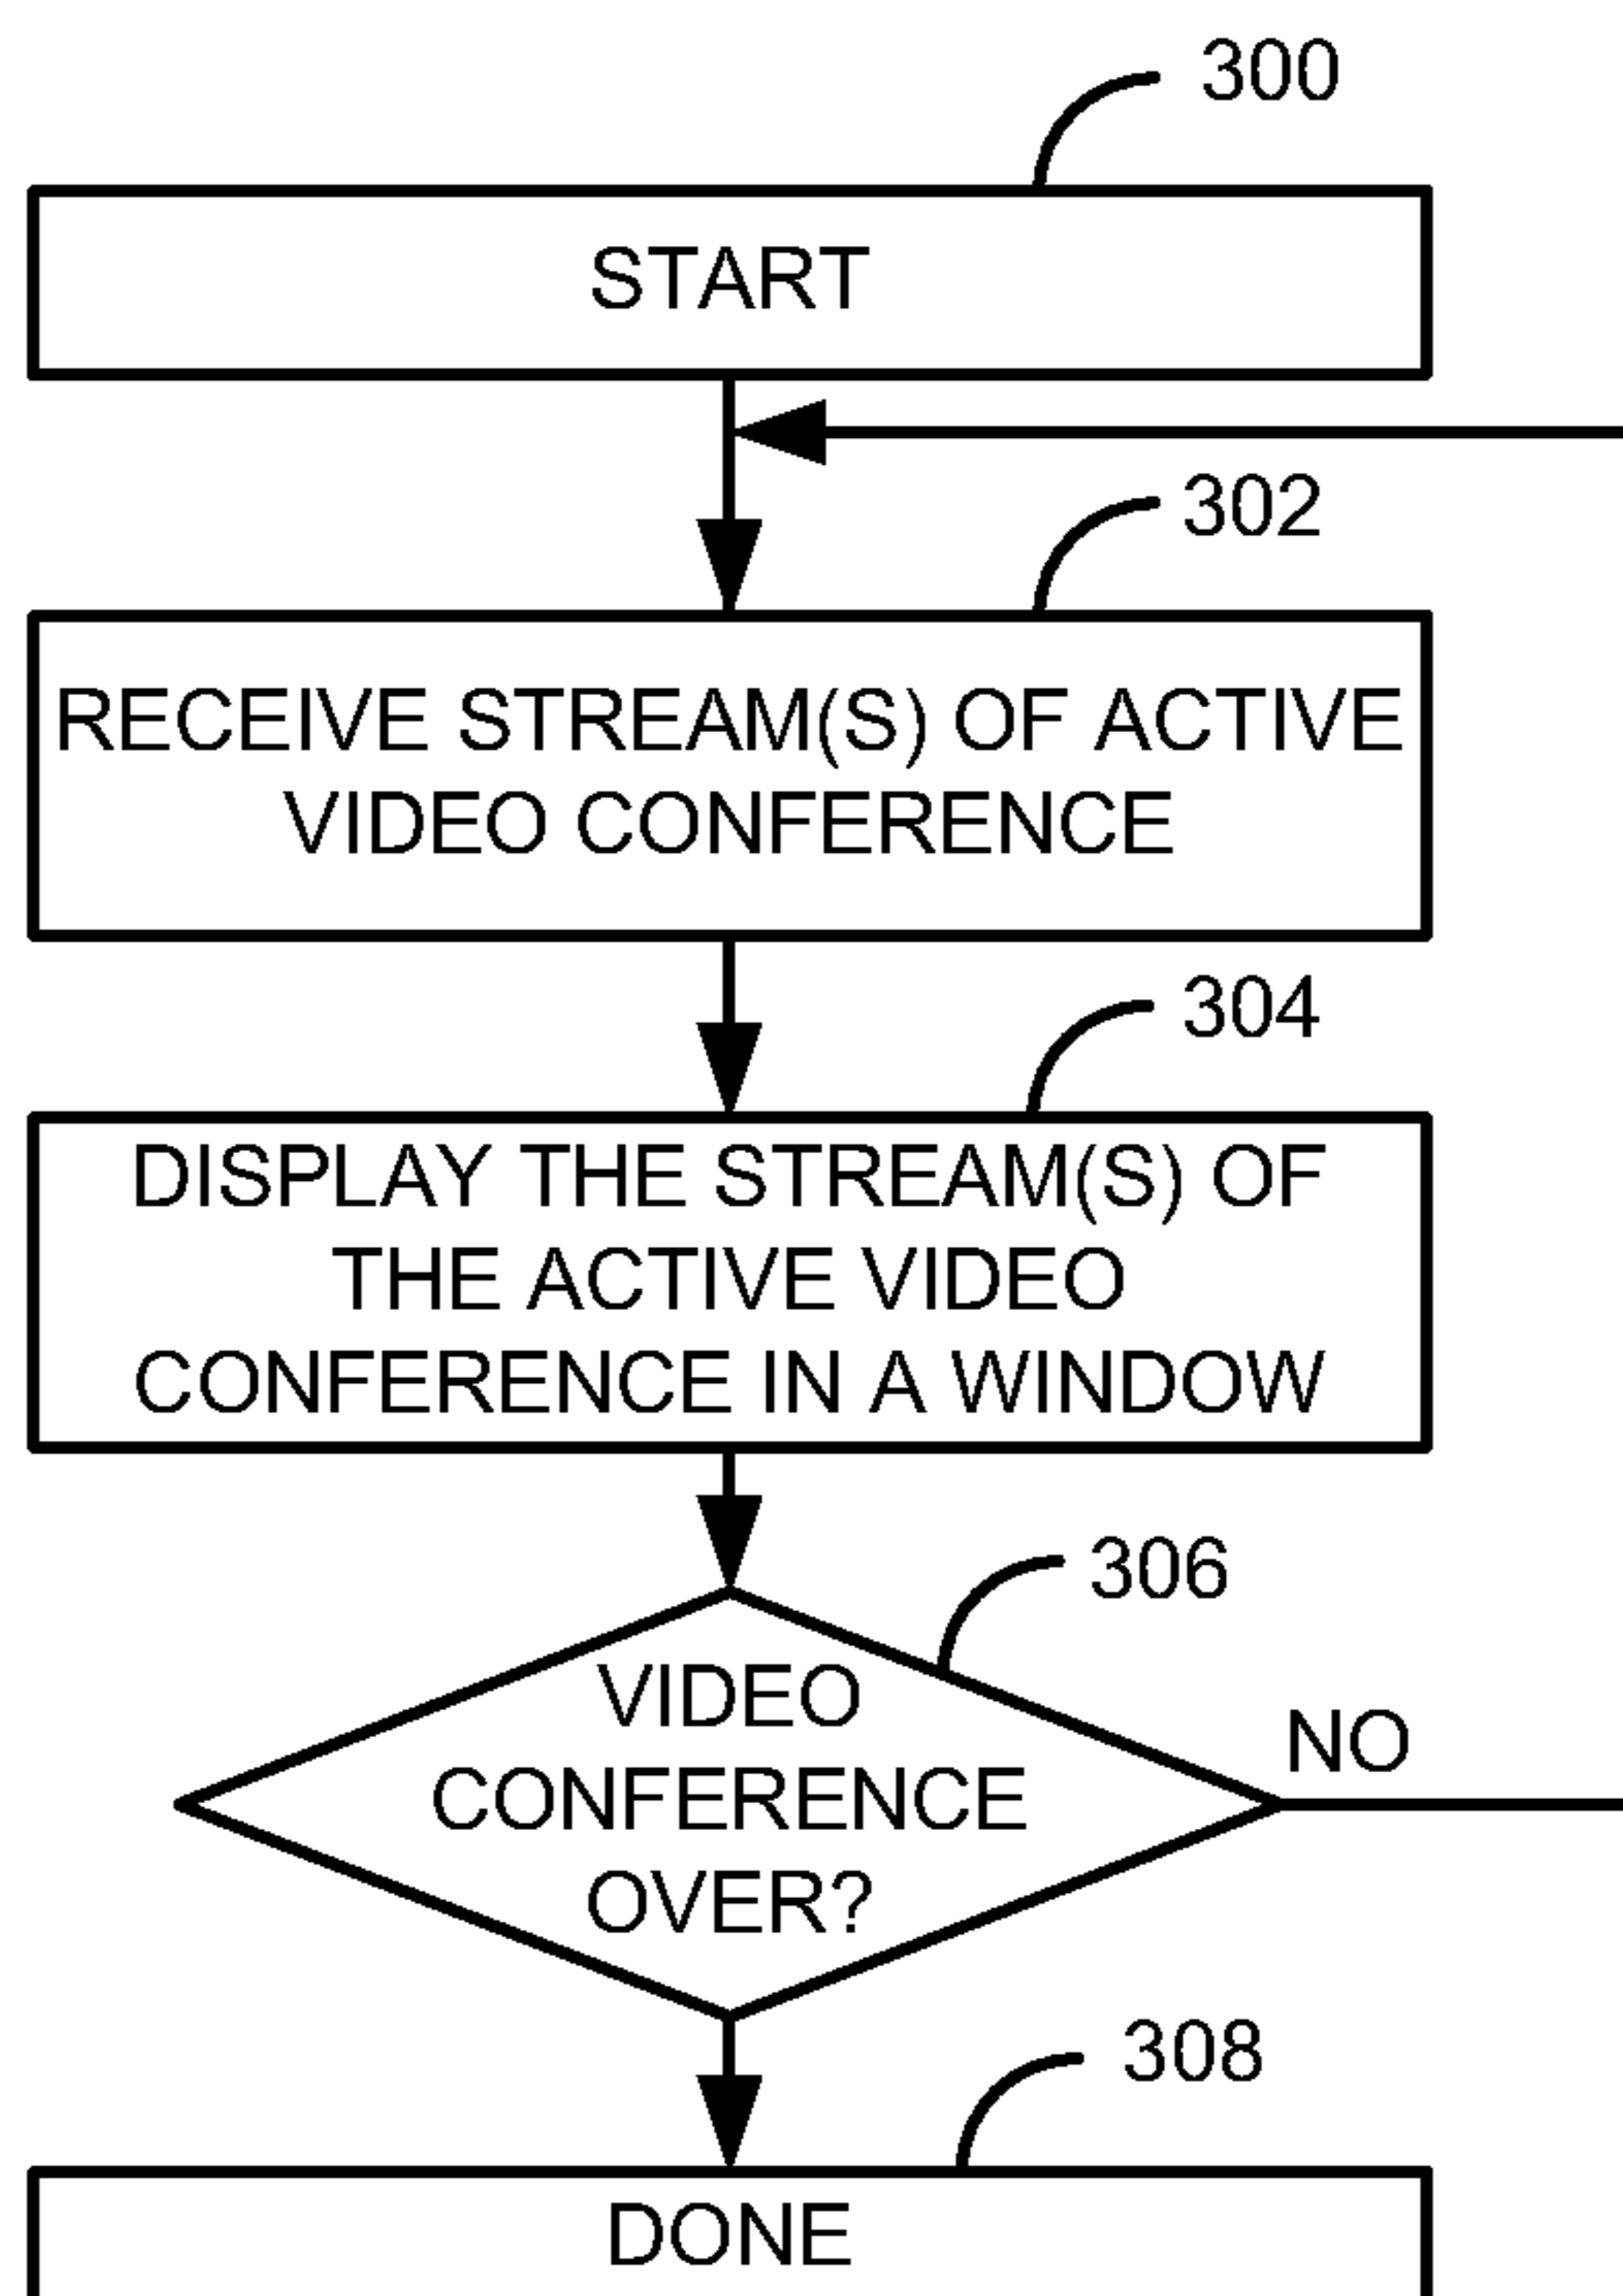 300
START
302
RECEIVE STREAM(S) OF ACTIVE
VIDEO CONFERENCE
304
DISPLAY THE STREAM(S) OF
THE ACTIVE VIDEO
CONFERENCE IN A WINDOW
306
VIDEO
CONFERENCE
OVER?
NO
308
DONE